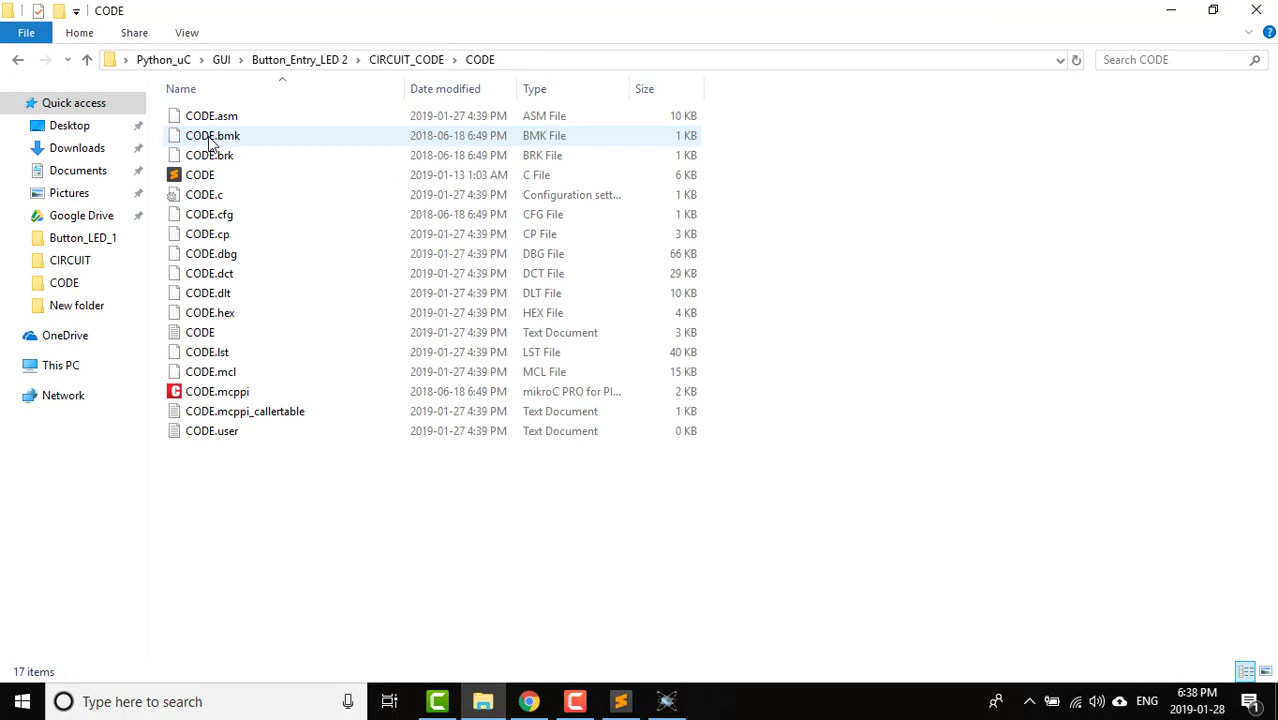 CODE
File Home Share View
Python_uC GUI Button_Entry_LED 2 CIRCUIT_CODE CODE Search CODE
Name Date modified Type Size
Quick access
Desktop
Downloads
Documents
Pictures
Google Drive
Button_LED_1
CIRCUIT
CODE
New folder
OneDrive
This PC
Network
CODE.asm 2019-01-27 4:39 PM ASM File 10 KB
CODE.bmk 2018-06-18 6:49 PM BMK File 1 KB
CODE.brk 2018-06-18 6:49 PM BRK File 1 KB
CODE 2019-01-13 1:03 AM C File 6 KB
CODE.c 2019-01-27 4:39 PM Configuration sett... 1 KB
CODE.cfg 2018-06-18 6:49 PM CFG File 1 KB
CODE.cp 2019-01-27 4:39 PM CP File 3 KB
CODE.dbg 2019-01-27 4:39 PM DBG File 66 KB
CODE.dct 2019-01-27 4:39 PM DCT File 29 KB
CODE.dlt 2019-01-27 4:39 PM DLT File 10 KB
CODE.hex 2019-01-27 4:39 PM HEX File 4 KB
CODE 2019-01-27 4:39 PM Text Document 3 KB
CODE.lst 2019-01-27 4:39 PM LST File 40 KB
CODE.mcl 2019-01-27 4:39 PM MCL File 15 KB
CODE.mcppi 2018-06-18 6:49 PM mikroC PRO for PI... 2 KB
CODE.mcppi_callertable 2019-01-27 4:39 PM Text Document 1 KB
CODE.user 2019-01-27 4:39 PM Text Document 0 KB
17 items
Type here to search
ENG
6:38 PM
2019-01-28
1